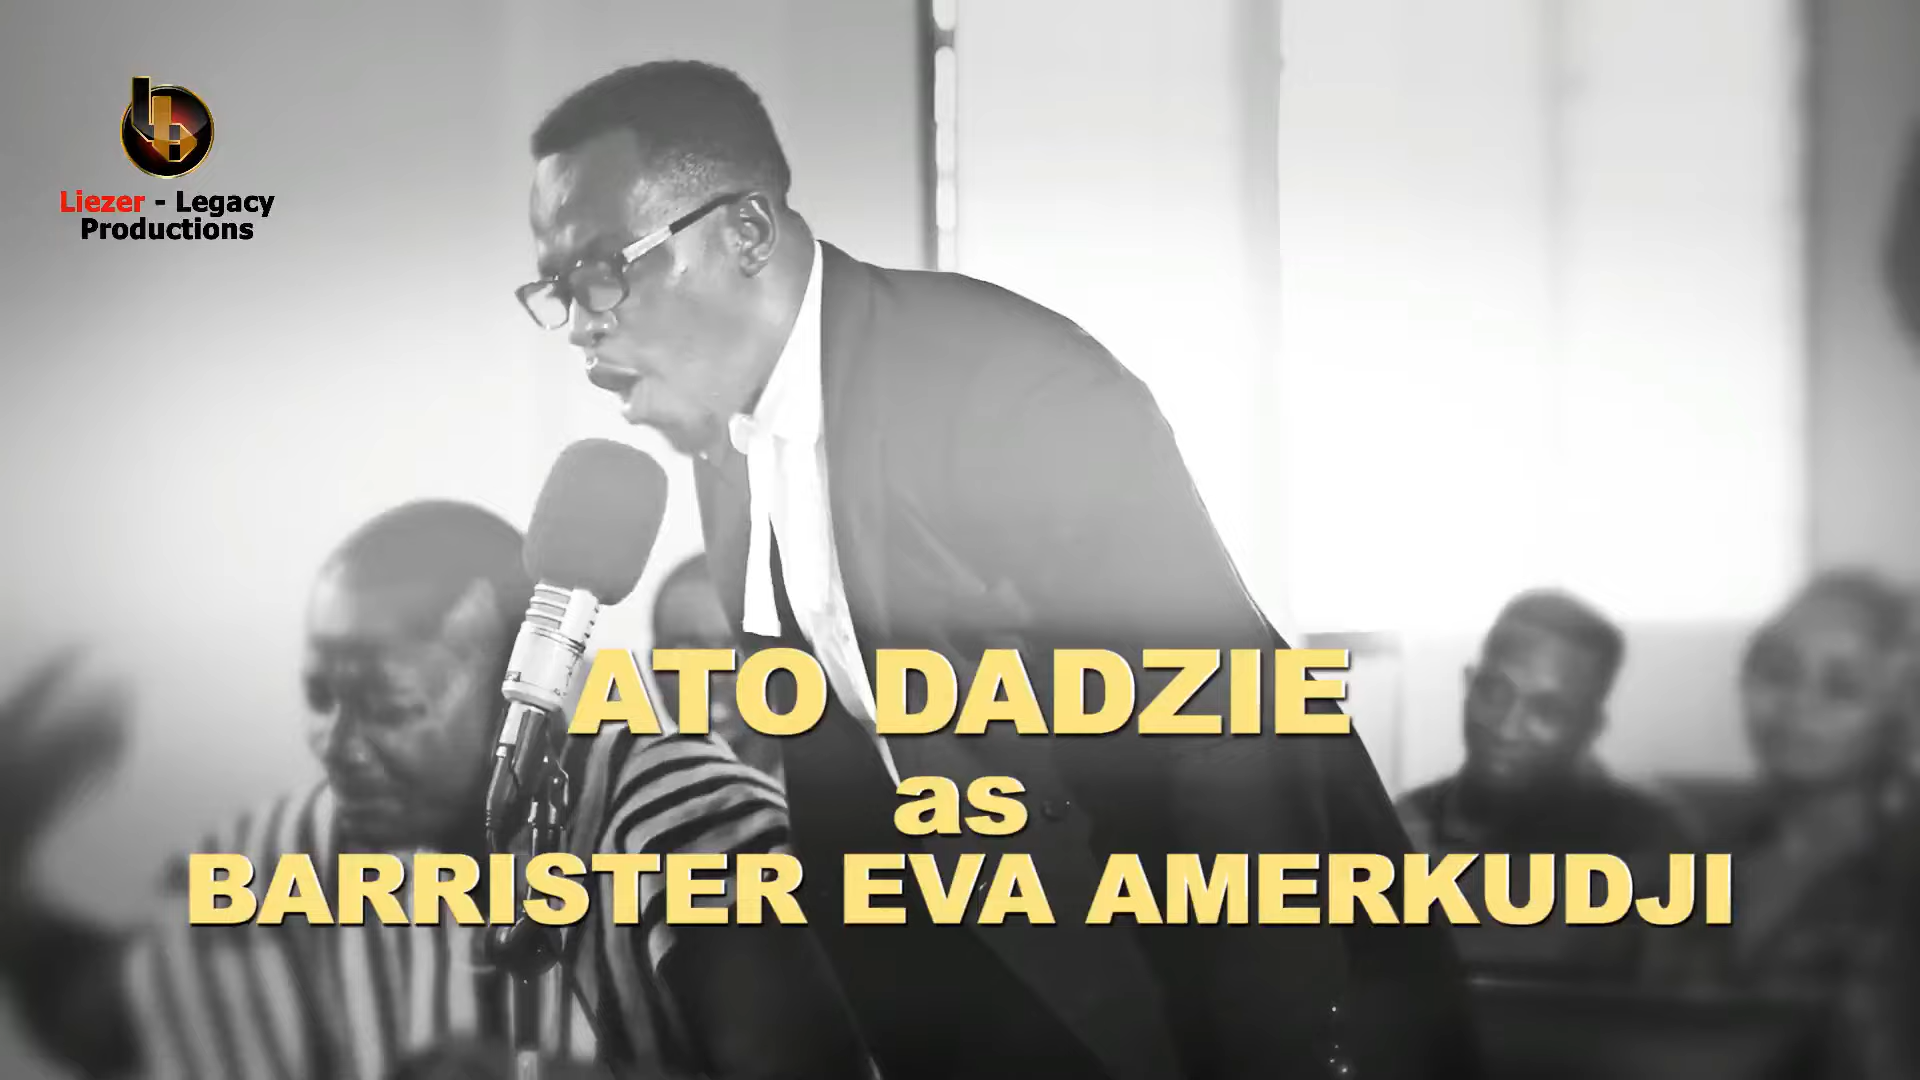 Liezer - Legacy
Productions
ATO DADZIE
as
BARRISTER EVA AMERKUDJI